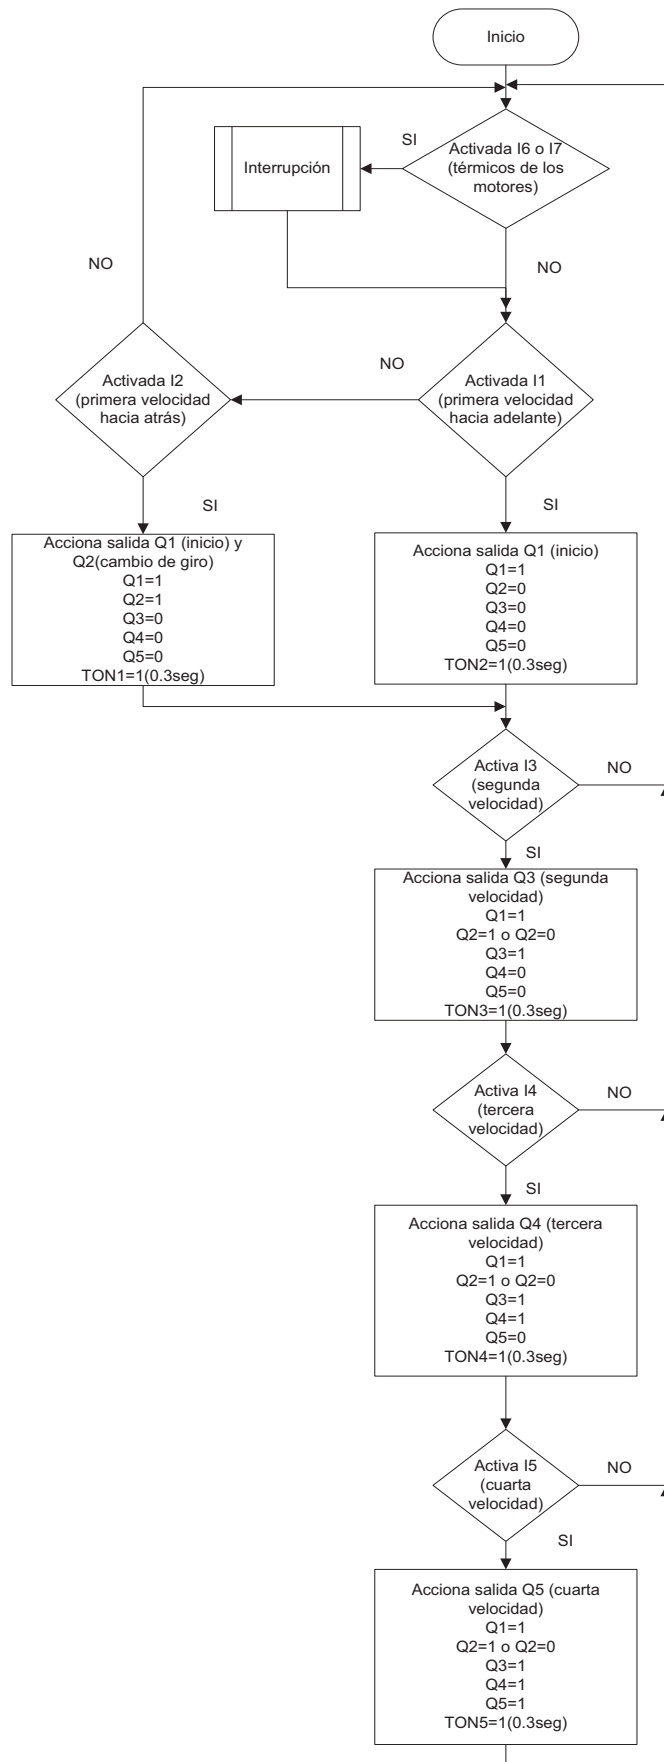 Inicio
SI
Activada I6 o I7
(térmicos de los
motores)
Interrupción
NO
NO
NO
Activada I2
(primera velocidad
hacia atrás)
Activada I1
(primera velocidad
hacia adelante)
SI
SI
Acciona salida Q1 (inicio) y
Q2(cambio de giro)
Q1=1
Q2=1
Q3=0
Q4=0
Q5=0
TON1=1(0.3seg)
Acciona salida Q1 (inicio)
Q1=1
Q2=0
Q3=0
Q4=0
Q5=0
TON2=1(0.3seg)
Activa I3
(segunda
velocidad)
NO
SI
Acciona salida Q3 (segunda
velocidad)
Q1=1
Q2=1 o Q2=0
Q3=1
Q4=0
Q5=0
TON3=1(0.3seg)
Activa I4
(tercera
velocidad)
NO
SI
Acciona salida Q4 (tercera
velocidad)
Q1=1
Q2=1 o Q2=0
Q3=1
Q4=1
Q5=0
TON4=1(0.3seg)
Activa I5
(cuarta
velocidad)
NO
SI
Acciona salida Q5 (cuarta
velocidad)
Q1=1
Q2=1 o Q2=0
Q3=1
Q4=1
Q5=1
TON5=1(0.3seg)